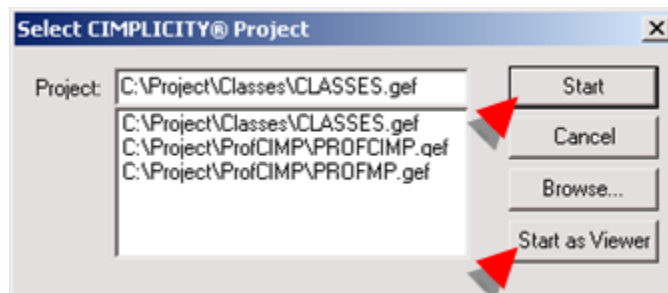 Select CIMPLICITY® Project
Project: C:\Project\Classes\CLASSES.gef
C:\Project\Classes\CLASSES.gef
C:\Project\ProfCIMP\PROFCIMP.gef
C:\Project\ProfCIMP\PROFMP.gef
Start
Cancel
Browse...
Start as Viewer